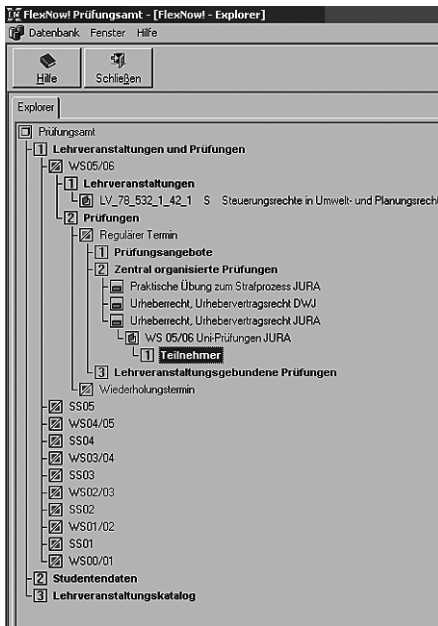 FlexNow! Prüfungsamt - [FlexNow! - Explorer]
Datenbank Fenster Hilfe
Hilfe Schließen
Explorer
Prüfungsamt
1 Lehrveranstaltungen und Prüfungen
WS05/06
1 Lehrveranstaltungen
LV_78_532_1_42_1 S Steuerungsrechte in Umwelt- und Planungsrecht
2 Prüfungen
Regulärer Termin
1 Prüfungsangebote
2 Zentral organisierte Prüfungen
Praktische Übung zum Strafprozess JURA
Urheberrecht, Urhebervertragsrecht DWJ
Urheberrecht, Urhebervertragsrecht JURA
WS 05/06 Uni-Prüfungen JURA
1 Teilnehmer
3 Lehrveranstaltungsgebundene Prüfungen
Wiederholungstermin
SS05
WS04/05
SS04
WS03/04
SS03
WS02/03
SS02
WS01/02
SS01
WS00/01
2 Studentendaten
3 Lehrveranstaltungskatalog